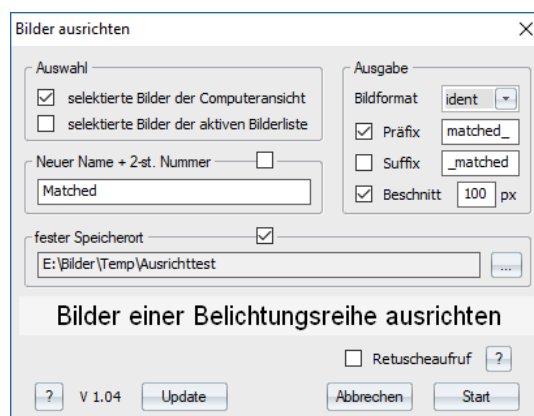 Bilder ausrichten
Auswahl
selektierte Bilder der Computeransicht
selektierte Bilder der aktiven Bilderliste
Neuer Name + 2-st. Nummer
Matched
Ausgabe
Bildformat ident
Präfix matched_
Suffix _matched
Beschnitt 100 px
fester Speicherort
E:\Bilder\Temp\Ausrichttest
...
Bilder einer Belichtungsreihe ausrichten
Retuscheaufruf ?
? V 1.04 Update Abbrechen Start